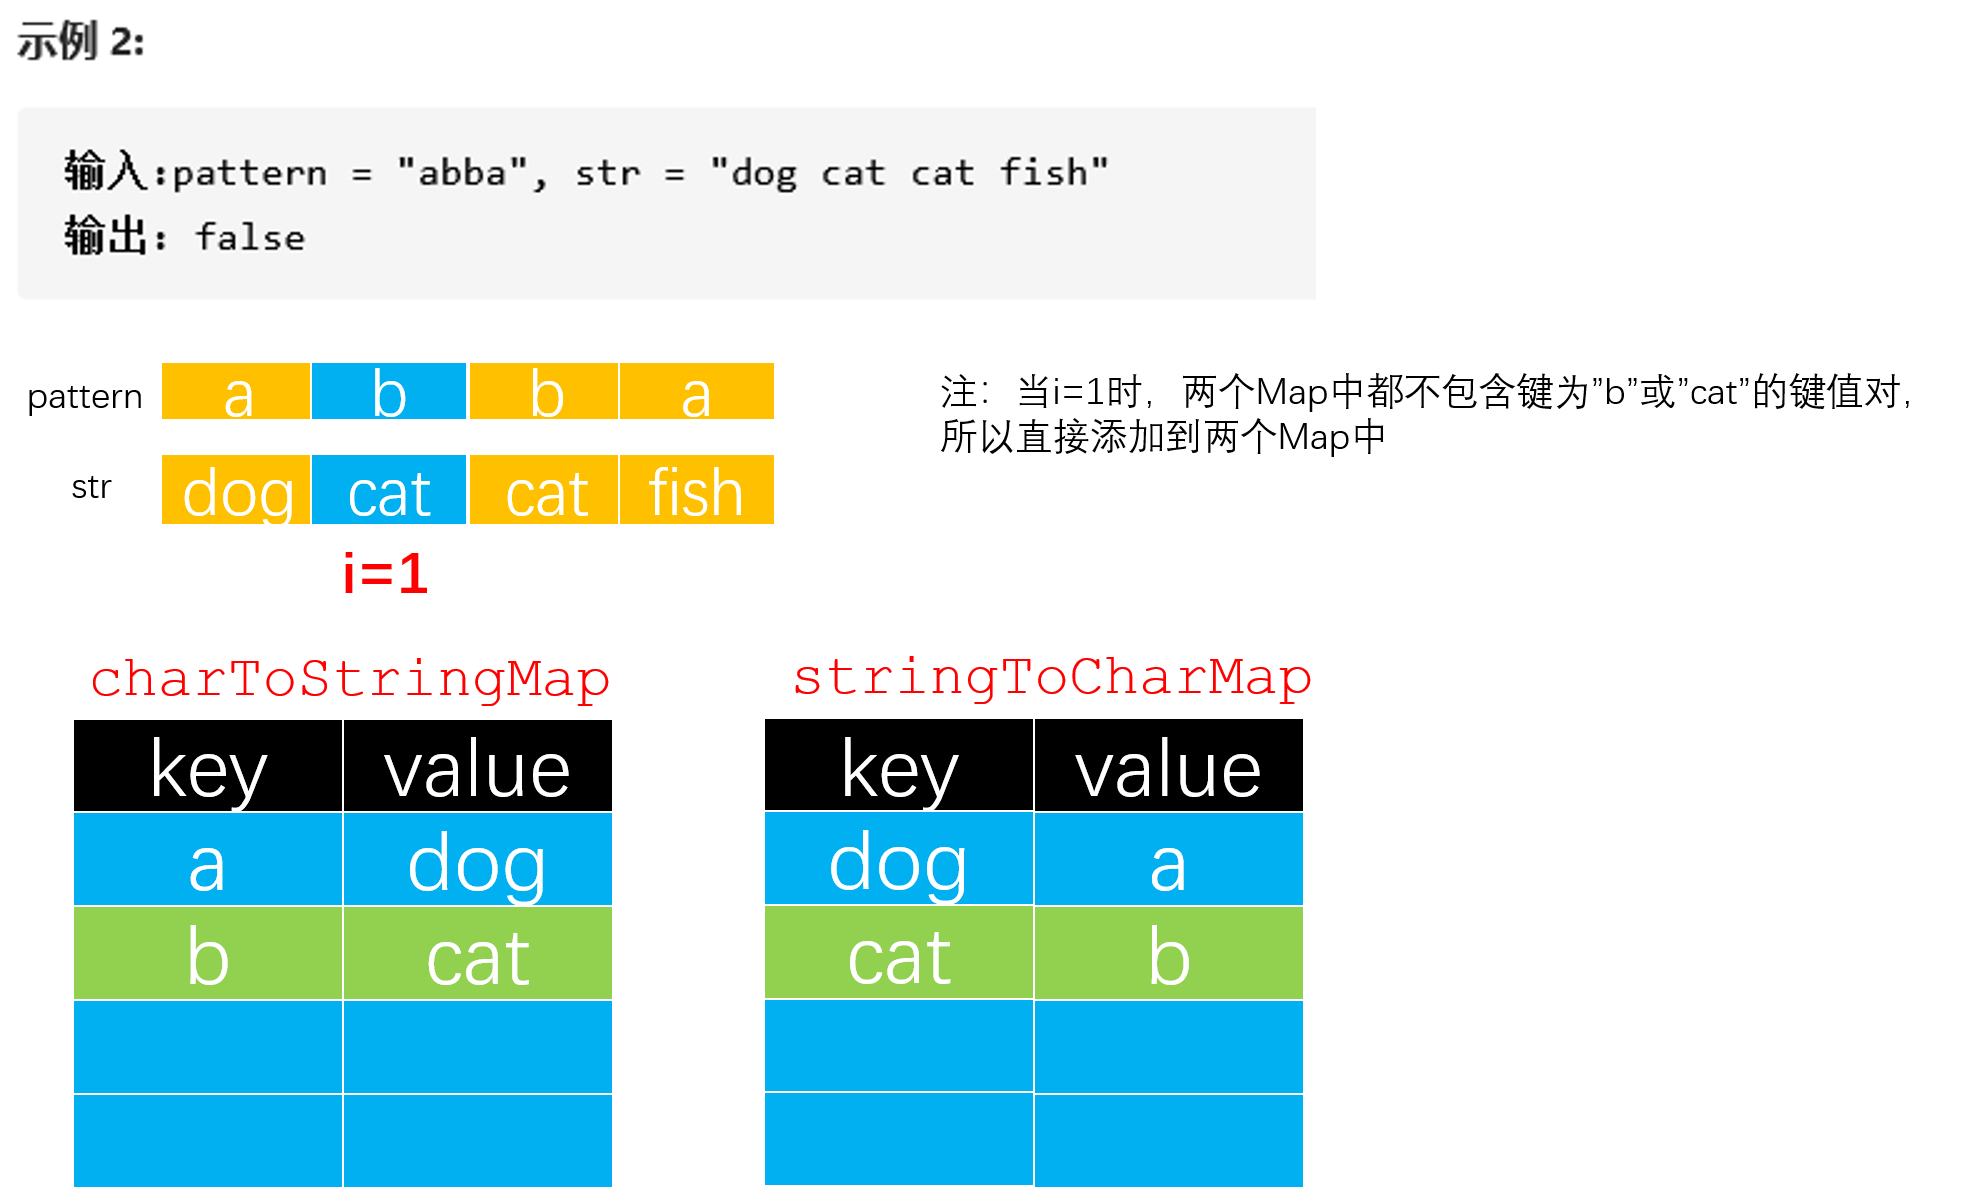 示例 2:
输入:pattern = "abba", str = "dog cat cat fish"
输出: false
pattern a b b a
注：当i=1时，两个Map中都不包含键为”b”或”cat”的键值对，
所以直接添加到两个Map中
str dog cat cat fish
i=1
charToStringMap
key value
a dog
b cat
stringToCharMap
key value
dog a
cat b